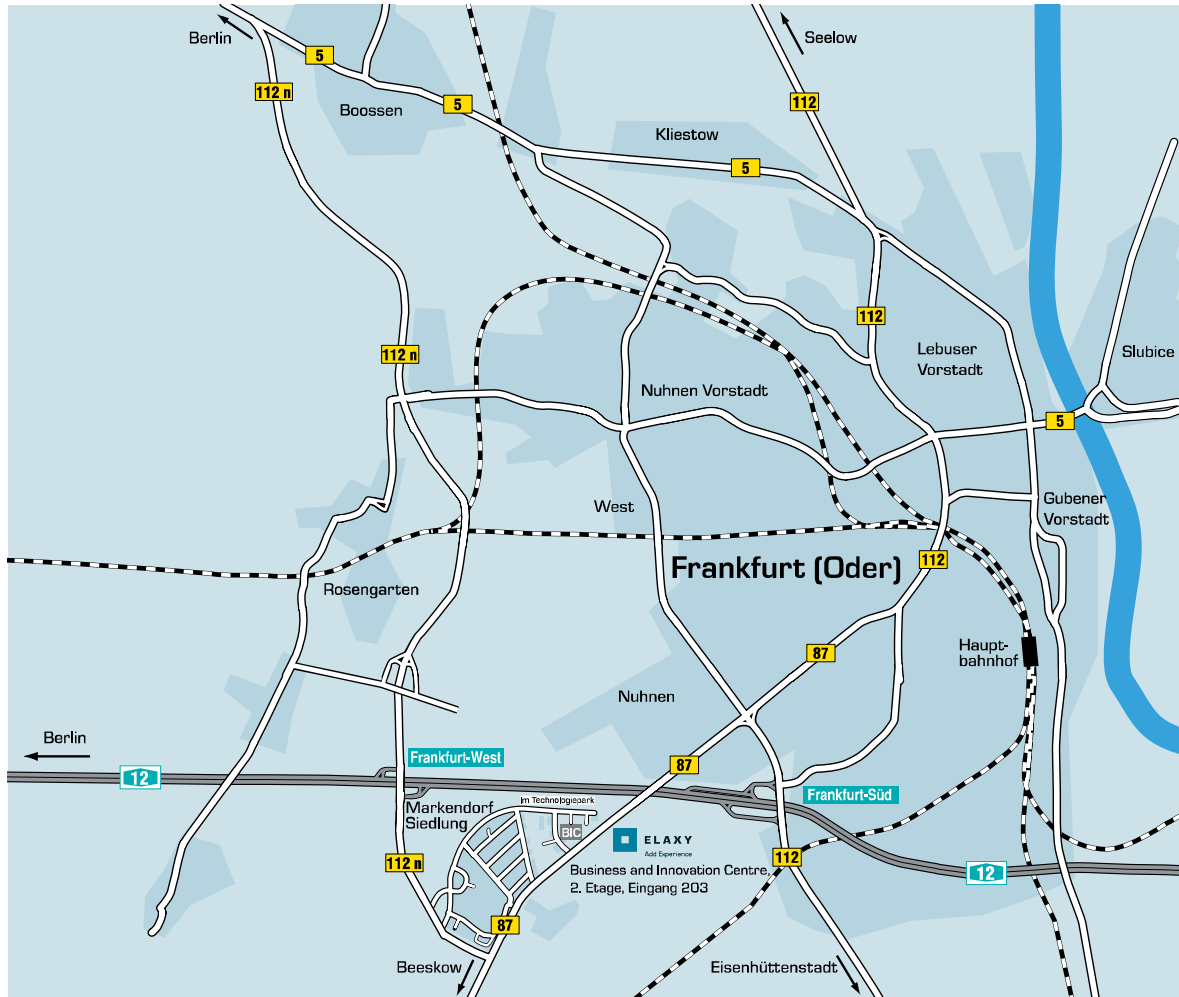 Berlin
Seelow
5
112 n
Boossen
5
112
Kliestow
5
112
112 n
Lebuser
Vorstadt
Slubice
Nuhnen Vorstadt
5
West
Gubener
Vorstadt
Frankfurt (Oder)
112
Rosengarten
87
Haupt-
bahnhof
Nuhnen
Berlin
Frankfurt-West
87
12
Frankfurt-Süd
Markendorf
Siedlung
Im Technologiepark
BIC
ELAXY
Add Experience
112 n
112
Business and Innovation Centre,
2. Etage, Eingang 203
12
87
Beeskow
Eisenhüttenstadt